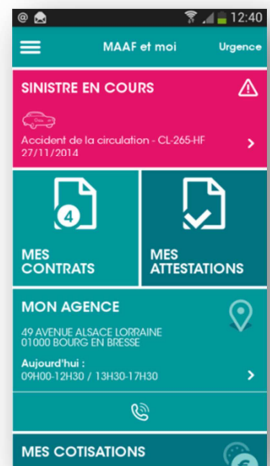 @ 12:40
MAAF et moi Urgence
SINISTRE EN COURS
Accident de la circulation - CL-265-HF
27/11/2014
4
MES
CONTRATS
MES
ATTESTATIONS
MON AGENCE
49 AVENUE ALSACE LORRAINE
01000 BOURG EN BRESSE
Aujourd'hui :
09H00-12H30 / 13H30-17H30
MES COTISATIONS
€